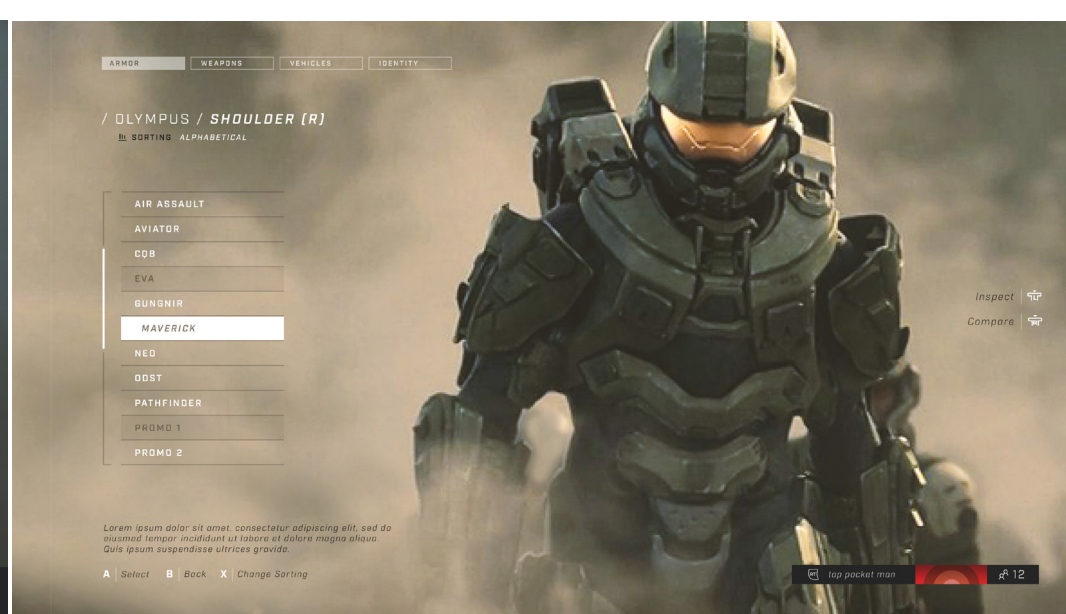 ARMOR
WEAPONS
VEHICLES
IDENTITY
/ OLYMPUS / SHOULDER (R)
SORTING ALPHABETICAL
AIR ASSAULT
AVIATOR
CQB
EVA
GUNGNIR
MAVERICK
NEO
ODST
PATHFINDER
PROMO 1
PROMO 2
Inspect
Compare
Lorem ipsum dolor sit amet, consectetur adipiscing elit, sed do
eiusmod tempor incididunt ut labore et dolore magna aliqua.
Quis ipsum suspendisse ultrices gravida.
A Select B Back X Change Sorting
RT top pocket man 12